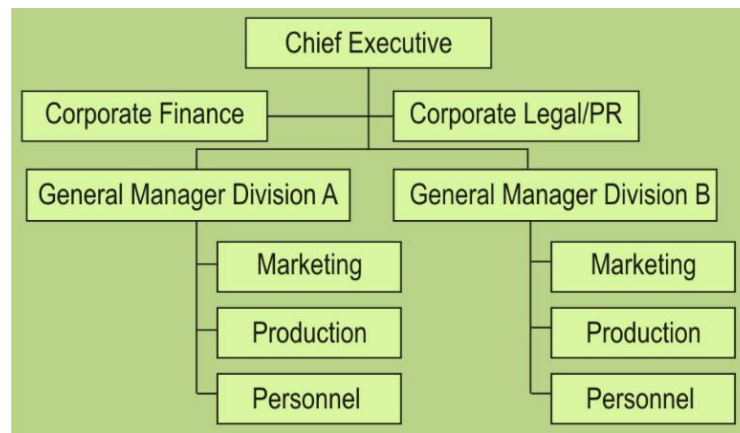 Chief Executive
Corporate Finance
Corporate Legal/PR
General Manager Division A
General Manager Division B
Marketing
Production
Personnel
Marketing
Production
Personnel